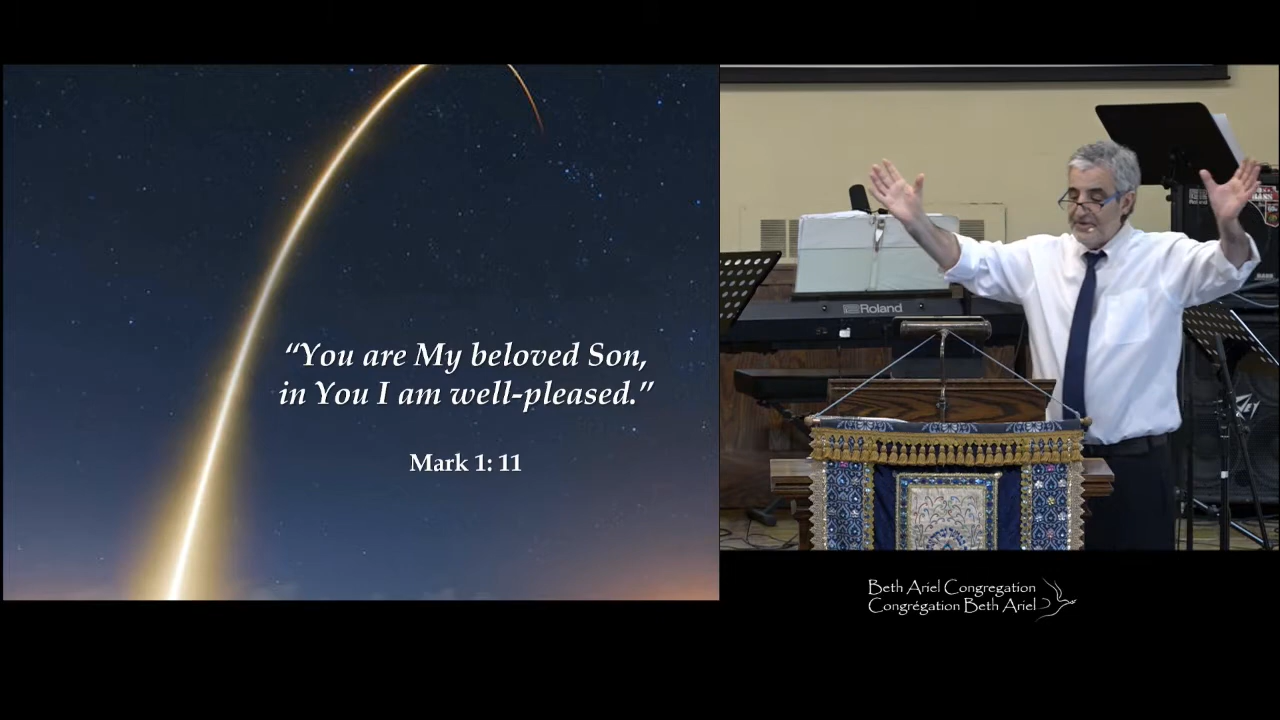 “You are My beloved Son,
in You I am well-pleased.”
Mark 1: 11
Roland
PEAVEY
Beth Ariel Congregation
Congrégation Beth Ariel